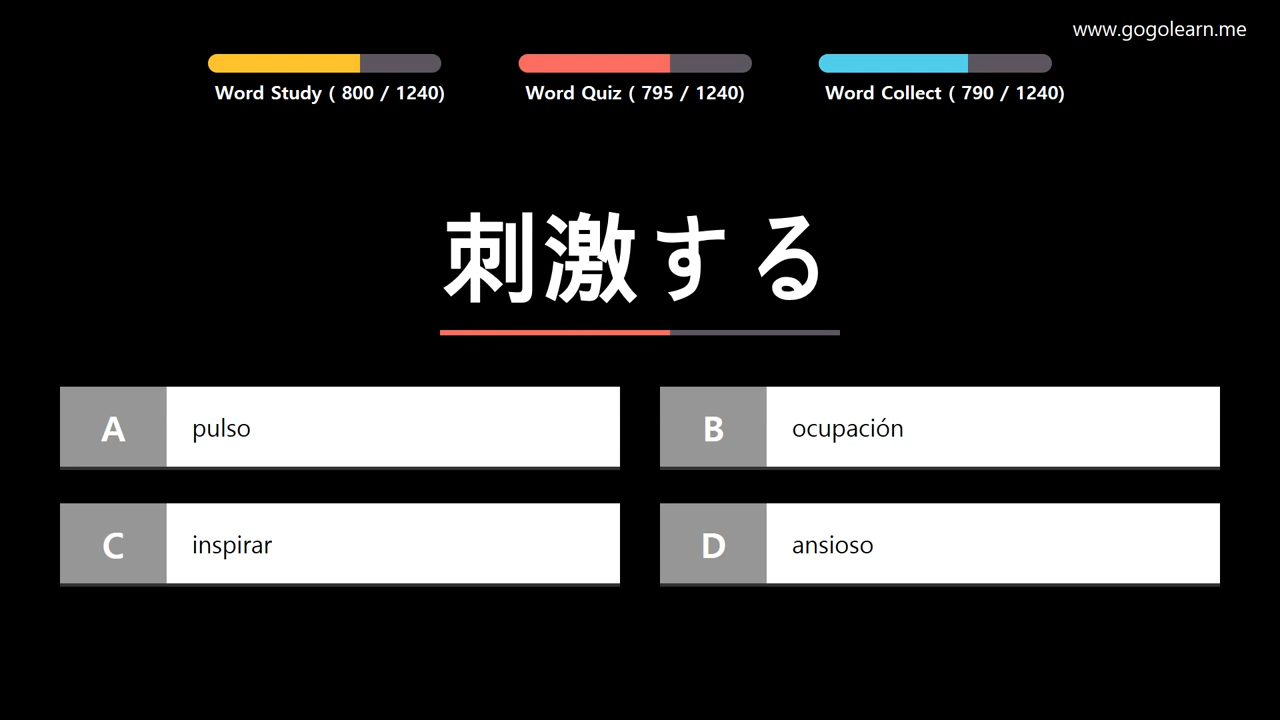 www.gogolearn.me
Word Study ( 800 / 1240)
Word Quiz ( 795 / 1240)
Word Collect ( 790 / 1240)
刺激する
A pulso
B ocupación
C inspirar
D ansioso